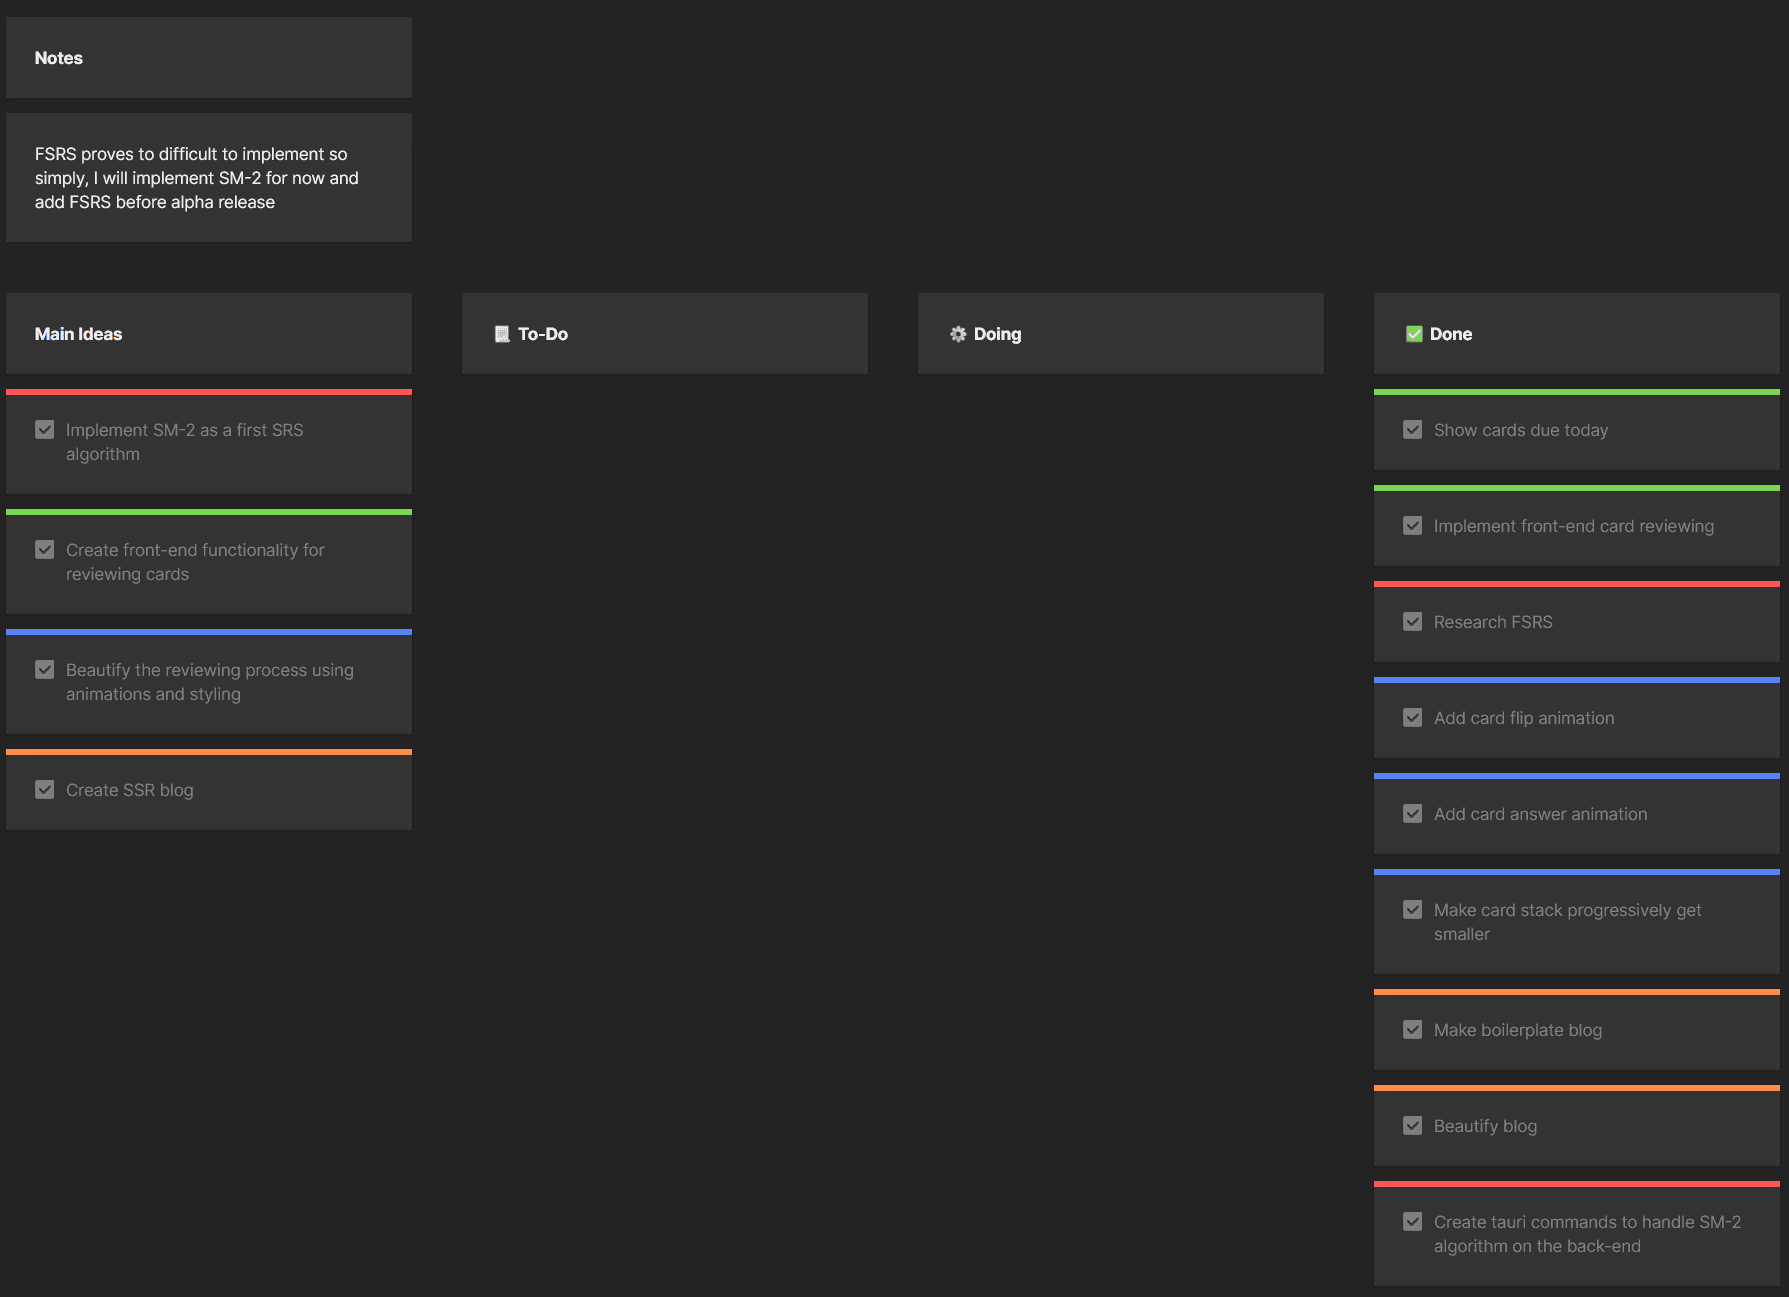 Notes
FSRS proves to difficult to implement so
simply, I will implement SM-2 for now and
add FSRS before alpha release
Main Ideas
Implement SM-2 as a first SRS
algorithm
Create front-end functionality for
reviewing cards
Beautify the reviewing process using
animations and styling
Create SSR blog
To-Do
Doing
Done
Show cards due today
Implement front-end card reviewing
Research FSRS
Add card flip animation
Add card answer animation
Make card stack progressively get
smaller
Make boilerplate blog
Beautify blog
Create tauri commands to handle SM-2
algorithm on the back-end